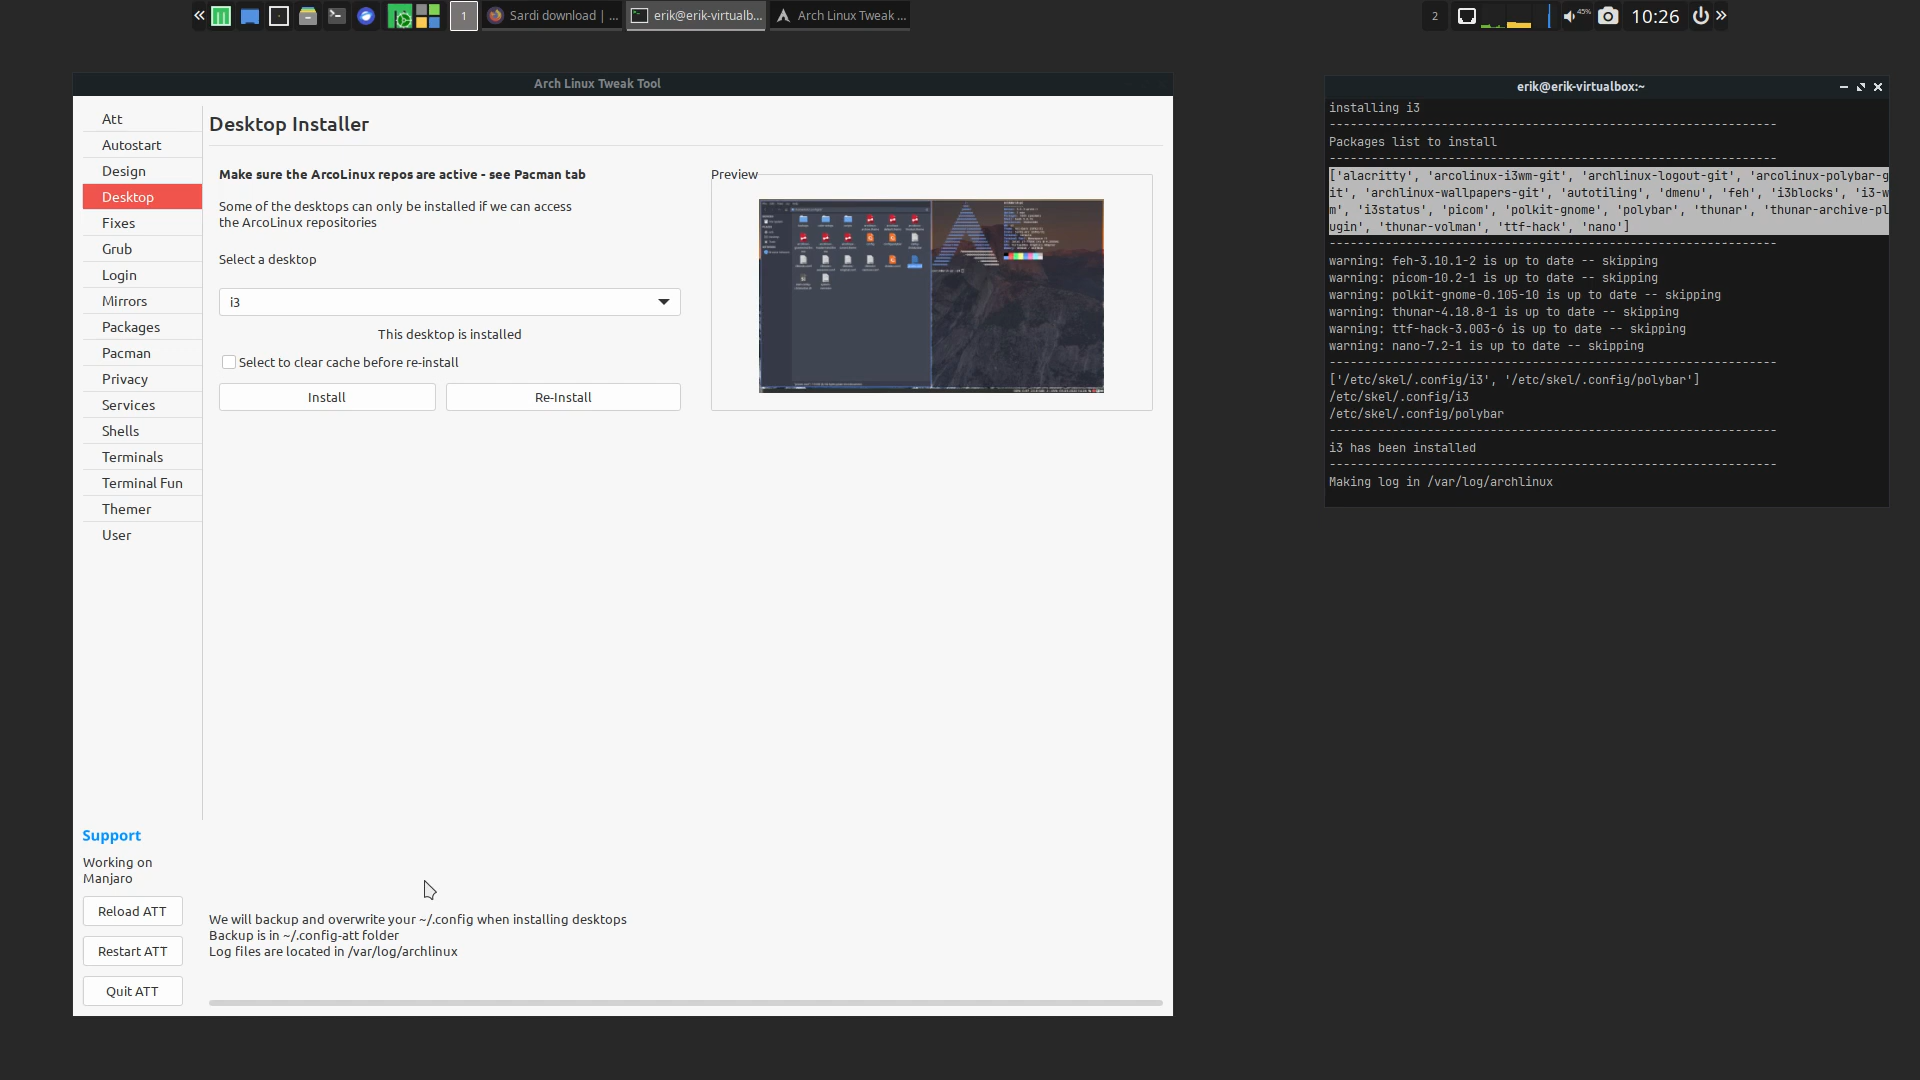 «
1
Sardi download | ...
erik@erik-virtualb...
Arch Linux Tweak ...
2
45%
10:26
»
Arch Linux Tweak Tool
Att
Autostart
Design
Desktop
Fixes
Grub
Login
Mirrors
Packages
Pacman
Privacy
Services
Shells
Terminals
Terminal Fun
Themer
User
Support
Working on
Manjaro
Reload ATT
Restart ATT
Quit ATT
Desktop Installer
Make sure the ArcoLinux repos are active - see Pacman tab
Some of the desktops can only be installed if we can access
the ArcoLinux repositories
Select a desktop
i3
This desktop is installed
Select to clear cache before re-install
Install
Re-Install
Preview
We will backup and overwrite your ~/.config when installing desktops
Backup is in ~/.config-att folder
Log files are located in /var/log/archlinux
erik@erik-virtualbox:~
installing i3
----------------------------------------------------------------
Packages list to install
----------------------------------------------------------------
['alacritty', 'arcolinux-i3wm-git', 'archlinux-logout-git', 'arcolinux-polybar-g
it', 'archlinux-wallpapers-git', 'autotiling', 'dmenu', 'feh', 'i3blocks', 'i3-w
m', 'i3status', 'picom', 'polkit-gnome', 'polybar', 'thunar', 'thunar-archive-pl
ugin', 'thunar-volman', 'ttf-hack', 'nano']
----------------------------------------------------------------
warning: feh-3.10.1-2 is up to date -- skipping
warning: picom-10.2-1 is up to date -- skipping
warning: polkit-gnome-0.105-10 is up to date -- skipping
warning: thunar-4.18.8-1 is up to date -- skipping
warning: ttf-hack-3.003-6 is up to date -- skipping
warning: nano-7.2-1 is up to date -- skipping
----------------------------------------------------------------
['/etc/skel/.config/i3', '/etc/skel/.config/polybar']
/etc/skel/.config/i3
/etc/skel/.config/polybar
----------------------------------------------------------------
i3 has been installed
----------------------------------------------------------------
Making log in /var/log/archlinux